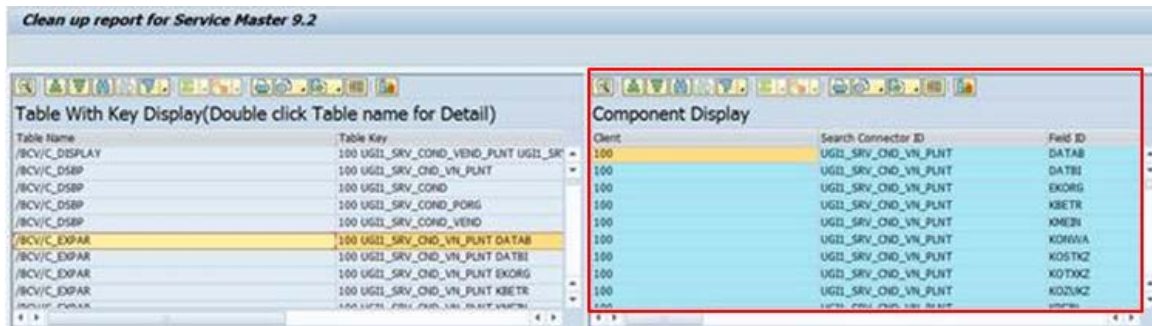 Clean up report for Service Master 9.2
Table With Key Display(Double click Table name for Detail)
Table Name Table Key
/BCV/C_DISPLAY 100 UGI1_SRV_COND_VEND_PLNT
/BCV/C_DSBP 100 UGI1_SRV_CND_VN_PLNT
/BCV/C_DSBP 100 UGI1_SRV_COND
/BCV/C_DSBP 100 UGI1_SRV_COND_PORG
/BCV/C_DSBP 100 UGI1_SRV_COND_VEND
/BCV/C_EXPAR 100 UGI1_SRV_CND_VN_PLNT DATAB
/BCV/C_EXPAR 100 UGI1_SRV_CND_VN_PLNT DATBI
/BCV/C_EXPAR 100 UGI1_SRV_CND_VN_PLNT EKORG
/BCV/C_EXPAR 100 UGI1_SRV_CND_VN_PLNT KBETR
Component Display
Client Search Connector ID Field ID
100 UGI1_SRV_CND_VN_PLNT DATAB
100 UGI1_SRV_CND_VN_PLNT DATBI
100 UGI1_SRV_CND_VN_PLNT EKORG
100 UGI1_SRV_CND_VN_PLNT KBETR
100 UGI1_SRV_CND_VN_PLNT KMEIN
100 UGI1_SRV_CND_VN_PLNT KONWA
100 UGI1_SRV_CND_VN_PLNT KOSTKZ
100 UGI1_SRV_CND_VN_PLNT KOTXKZ
100 UGI1_SRV_CND_VN_PLNT KOZUKZ